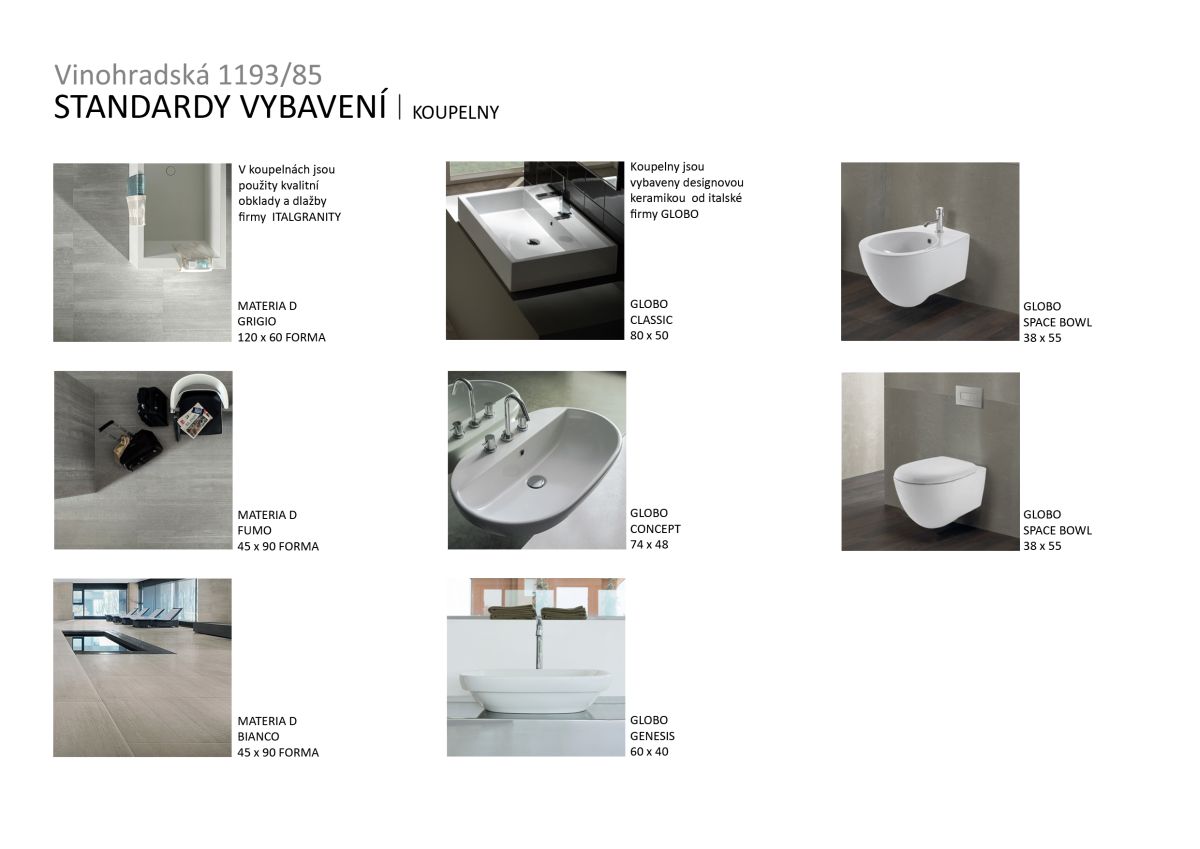 Vinohradská 1193/85
STANDARDY VYBAVENÍ | KOUPELNY
V koupelnách jsou
použity kvalitní
obklady a dlažby
firmy ITALGRANITY
MATERIA D
GRIGIO
120 x 60 FORMA
Koupelny jsou
vybaveny designovou
keramikou od italské
firmy GLOBO
GLOBO
CLASSIC
80 x 50
GLOBO
SPACE BOWL
38 x 55
MATERIA D
FUMO
45 x 90 FORMA
GLOBO
CONCEPT
74 x 48
GLOBO
SPACE BOWL
38 x 55
MATERIA D
BIANCO
45 x 90 FORMA
GLOBO
GENESIS
60 x 40